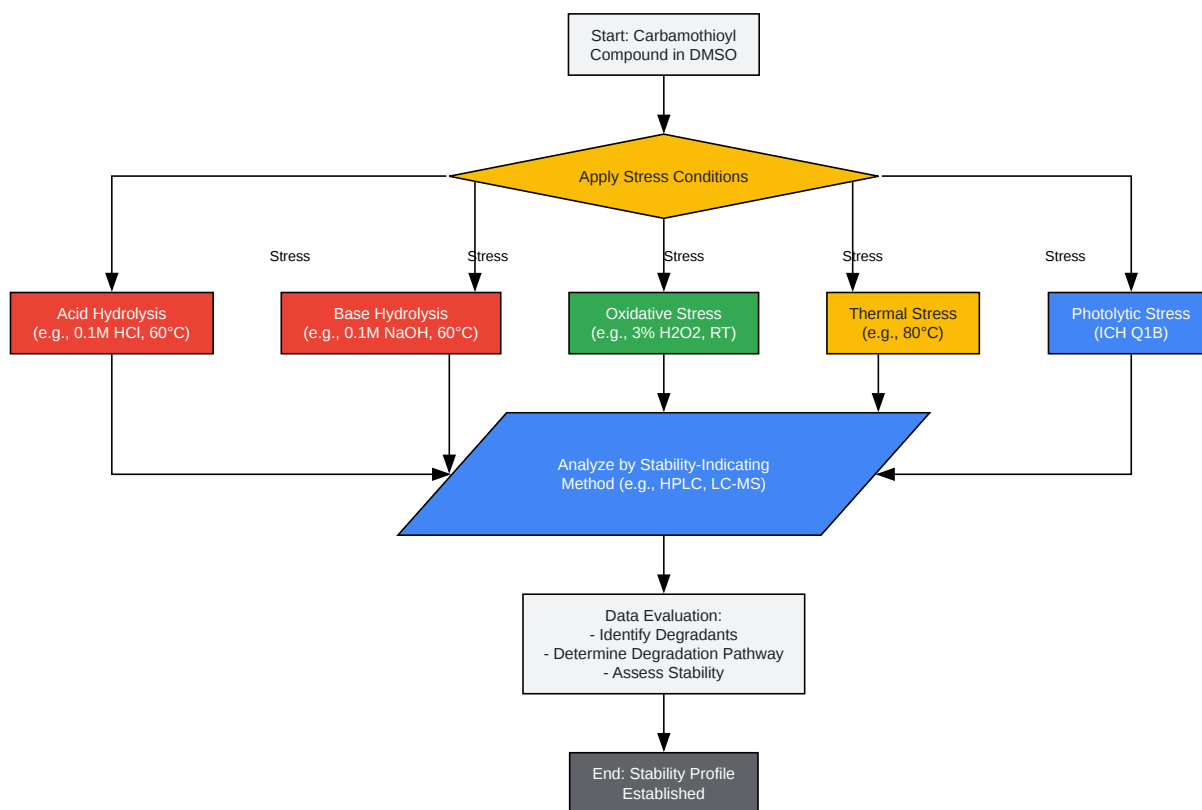 Start: Carbamothioyl
Compound in DMSO
Apply Stress Conditions
Stress
Stress
Stress
Stress
Stress
Acid Hydrolysis
(e.g., 0.1M HCl, 60°C)
Base Hydrolysis
(e.g., 0.1M NaOH, 60°C)
Oxidative Stress
(e.g., 3% H2O2, RT)
Thermal Stress
(e.g., 80°C)
Photolytic Stress
(ICH Q1B)
Analyze by Stability-Indicating
Method (e.g., HPLC, LC-MS)
Data Evaluation:
- Identify Degradants
- Determine Degradation Pathway
- Assess Stability
End: Stability Profile
Established